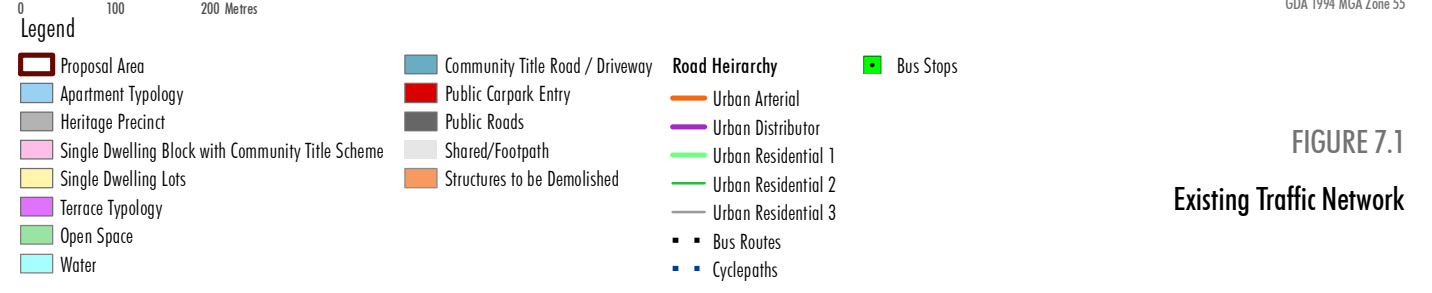 0 100 200 Metres
GDA 1994 MGA Zone 55
Legend
Proposal Area
Apartment Typology
Heritage Precinct
Single Dwelling Block with Community Title Scheme
Single Dwelling Lots
Terrace Typology
Open Space
Water
Community Title Road / Driveway
Public Carpark Entry
Public Roads
Shared/Footpath
Structures to be Demolished
Road Heirarchy
Urban Arterial
Urban Distributor
Urban Residential 1
Urban Residential 2
Urban Residential 3
Bus Routes
Cyclepaths
Bus Stops
FIGURE 7.1
Existing Traffic Network